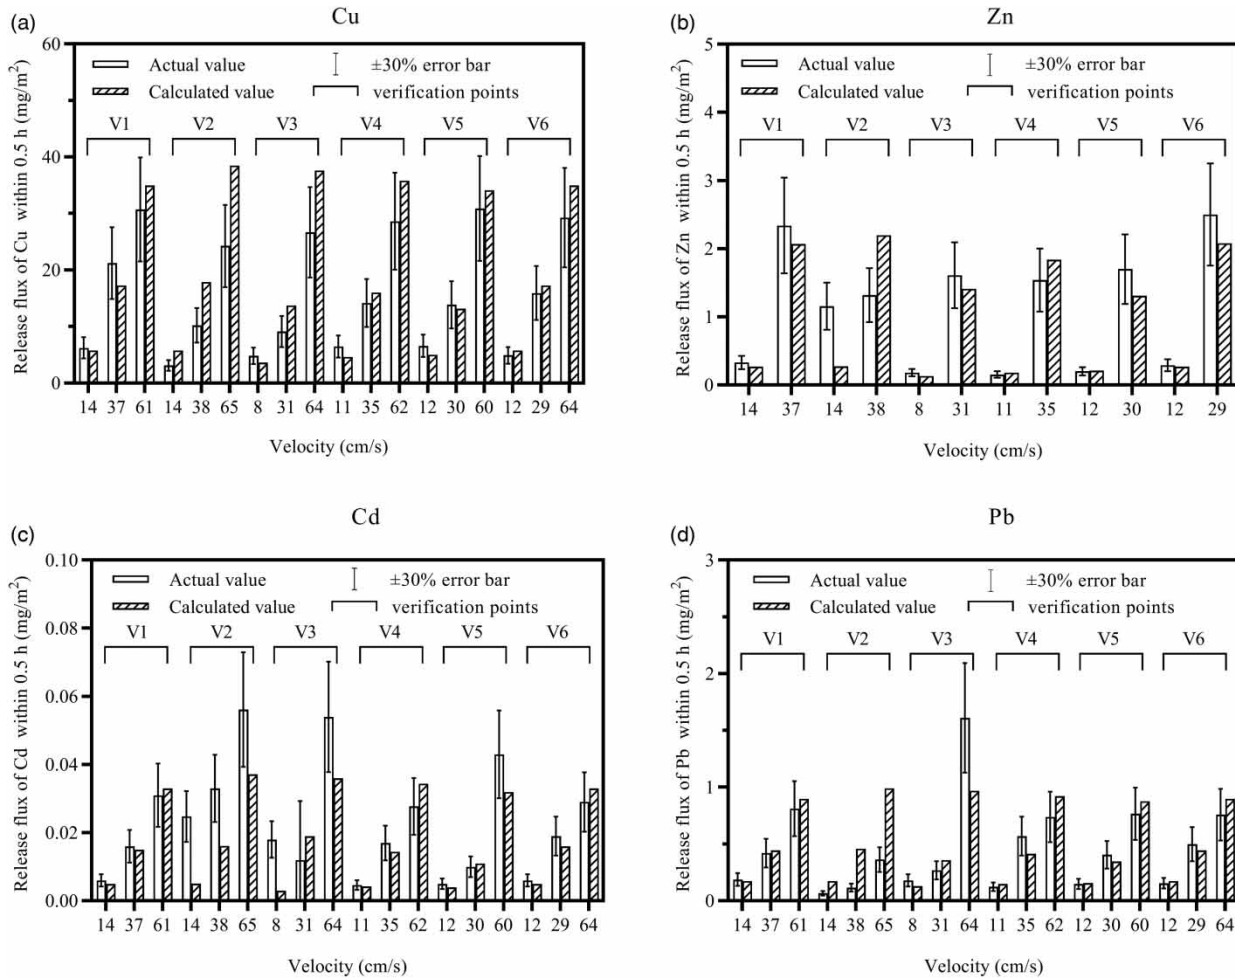 (a)
Cu
Release flux of Cu within 0.5 h (mg/m²)
60
40
20
0
Actual value
±30% error bar
Calculated value
verification points
V1 V2 V3 V4 V5 V6
14 37 61 14 38 65 8 31 64 11 35 62 12 30 60 12 29 64
Velocity (cm/s)
(b)
Zn
Release flux of Zn within 0.5 h (mg/m²)
5
4
3
2
1
0
Actual value
±30% error bar
Calculated value
verification points
V1 V2 V3 V4 V5 V6
14 37 14 38 8 31 11 35 12 30 12 29
Velocity (cm/s)
(c)
Cd
Release flux of Cd within 0.5 h (mg/m²)
0.10
0.08
0.06
0.04
0.02
0.00
Actual value
±30% error bar
Calculated value
verification points
V1 V2 V3 V4 V5 V6
14 37 61 14 38 65 8 31 64 11 35 62 12 30 60 12 29 64
Velocity (cm/s)
(d)
Pb
Release flux of Pb within 0.5 h (mg/m²)
3
2
1
0
Actual value
±30% error bar
Calculated value
verification points
V1 V2 V3 V4 V5 V6
14 37 61 14 38 65 8 31 64 11 35 62 12 30 60 12 29 64
Velocity (cm/s)